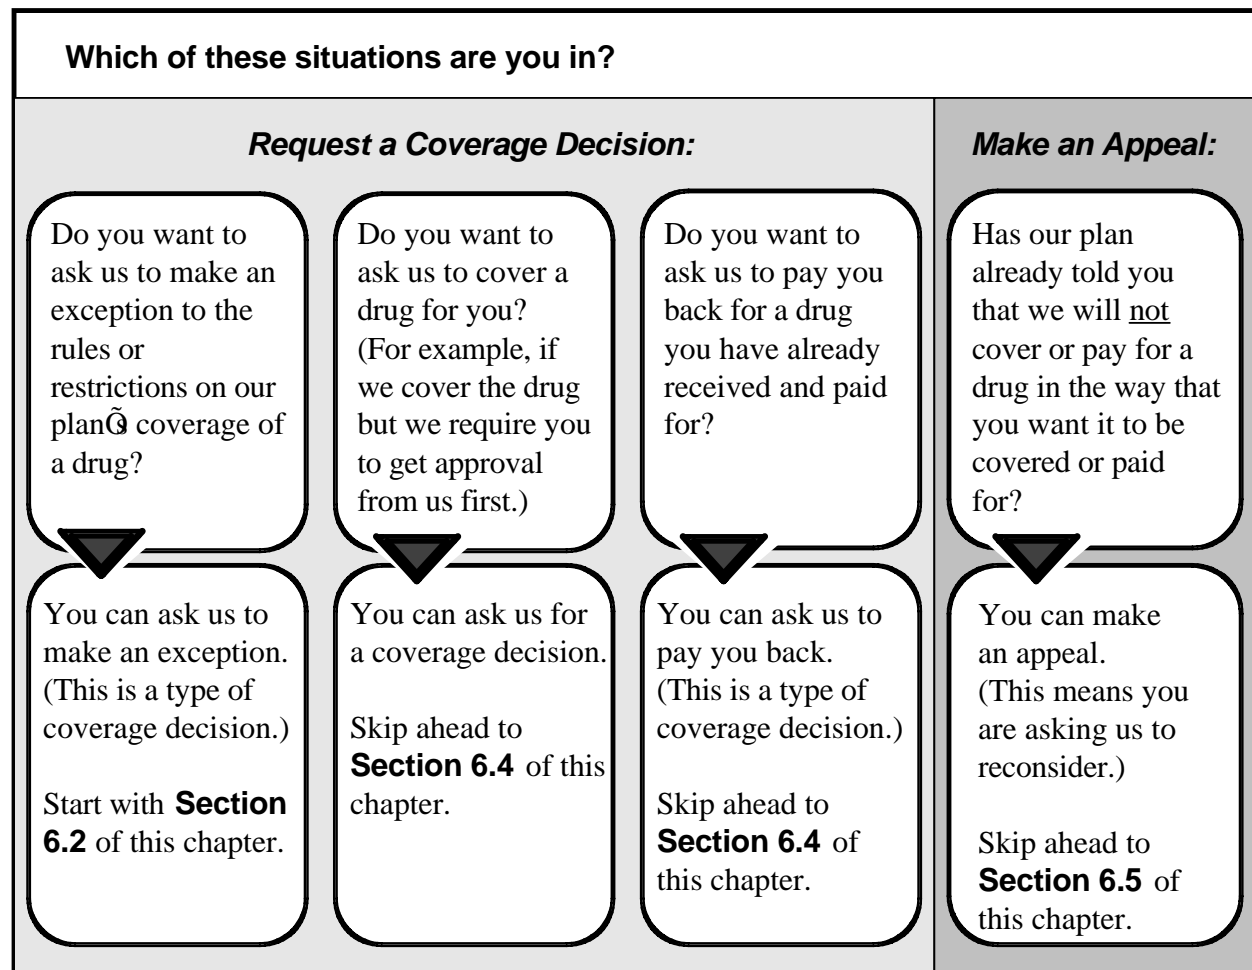 Which of these situations are you in?
Request a Coverage Decision:
Make an Appeal:
Do you want to
ask us to make an
exception to the
rules or
restrictions on our
planÕs coverage of
a drug?
Do you want to
ask us to cover a
drug for you?
(For example, if
we cover the drug
but we require you
to get approval
from us first.)
Do you want to
ask us to pay you
back for a drug
you have already
received and paid
for?
Has our plan
already told you
that we will not
cover or pay for a
drug in the way that
you want it to be
covered or paid
for?
You can ask us to
make an exception.
(This is a type of
coverage decision.)
Start with Section
6.2 of this chapter.
You can ask us for
a coverage decision.
Skip ahead to
Section 6.4 of this
chapter.
You can ask us to
pay you back.
(This is a type of
coverage decision.)
Skip ahead to
Section 6.4 of
this chapter.
You can make
an appeal.
(This means you
are asking us to
reconsider.)
Skip ahead to
Section 6.5 of
this chapter.